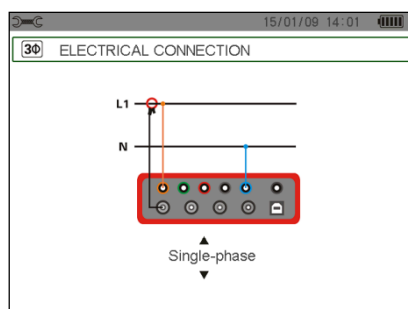 15/01/09 14:01
3Φ ELECTRICAL CONNECTION
L1
N
Single-phase